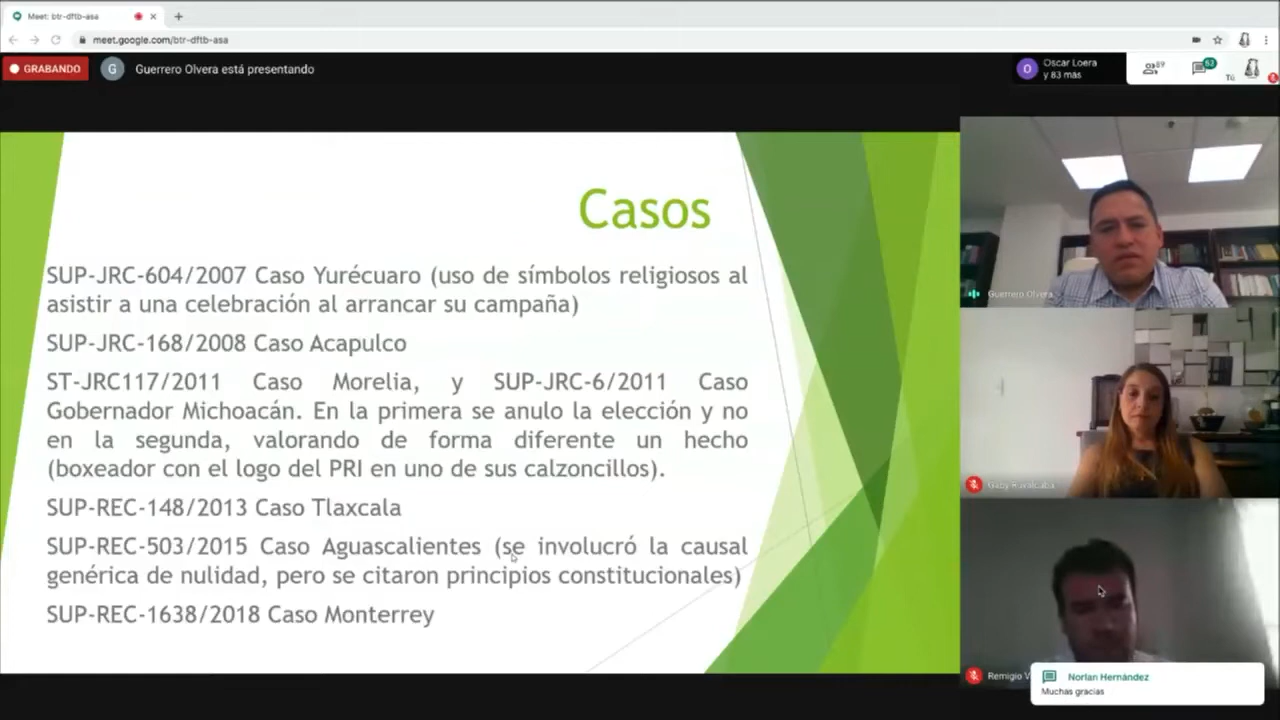 Meet: btr-dftb-asa
meet.google.com/btr-dftb-asa
GRABANDO
G
Guerrero Olvera está presentando
O
Oscar Loera
y 83 más
89
63
Tú
Casos
SUP-JRC-604/2007 Caso Yurécuaro (uso de símbolos religiosos al
asistir a una celebración al arrancar su campaña)
SUP-JRC-168/2008 Caso Acapulco
ST-JRC117/2011 Caso Morelia, y SUP-JRC-6/2011 Caso
Gobernador Michoacán. En la primera se anulo la elección y no
en la segunda, valorando de forma diferente un hecho
(boxeador con el logo del PRI en uno de sus calzoncillos).
SUP-REC-148/2013 Caso Tlaxcala
SUP-REC-503/2015 Caso Aguascalientes (se involucró la causal
genérica de nulidad, pero se citaron principios constitucionales)
SUP-REC-1638/2018 Caso Monterrey
Guerrero Olvera
Gaby Ruvalcaba
Remigio V
Norlan Hernández
Muchas gracias